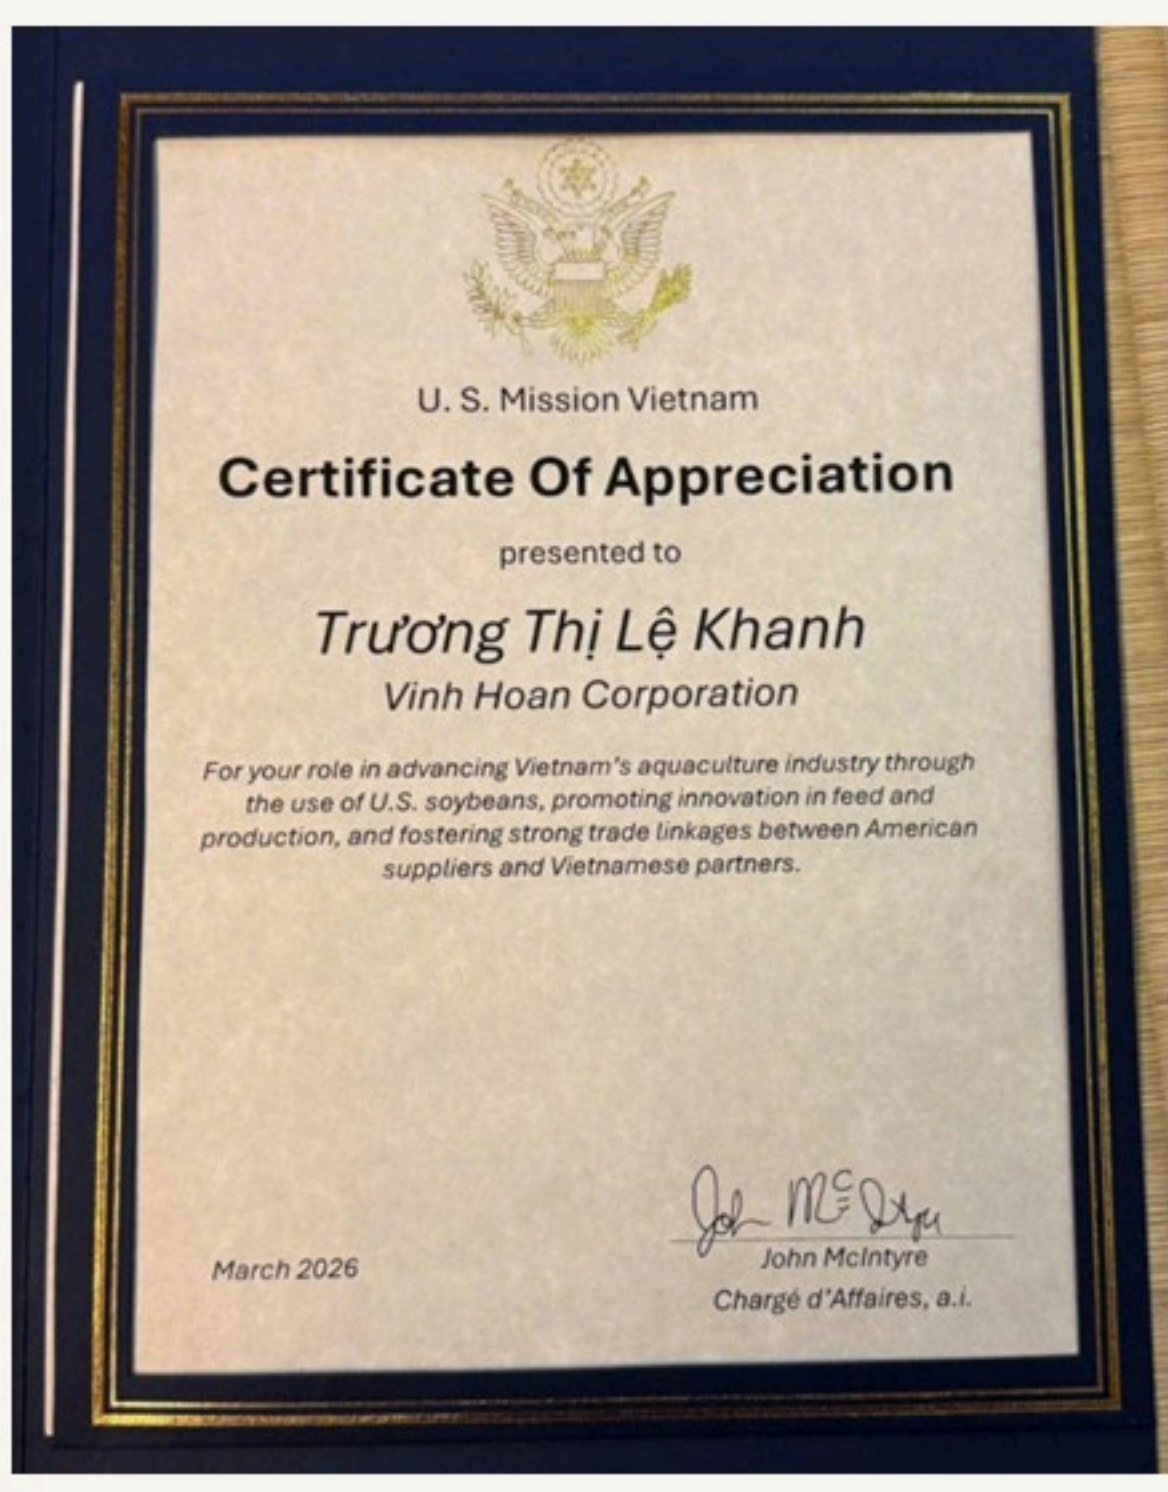 U. S. Mission Vietnam
Certificate Of Appreciation
presented to
Trương Thị Lệ Khanh
Vinh Hoan Corporation
For your role in advancing Vietnam's aquaculture industry through
the use of U.S. soybeans, promoting innovation in feed and
production, and fostering strong trade linkages between American
suppliers and Vietnamese partners.
March 2026
John McIntyre
John McIntyre
Chargé d'Affaires, a.i.